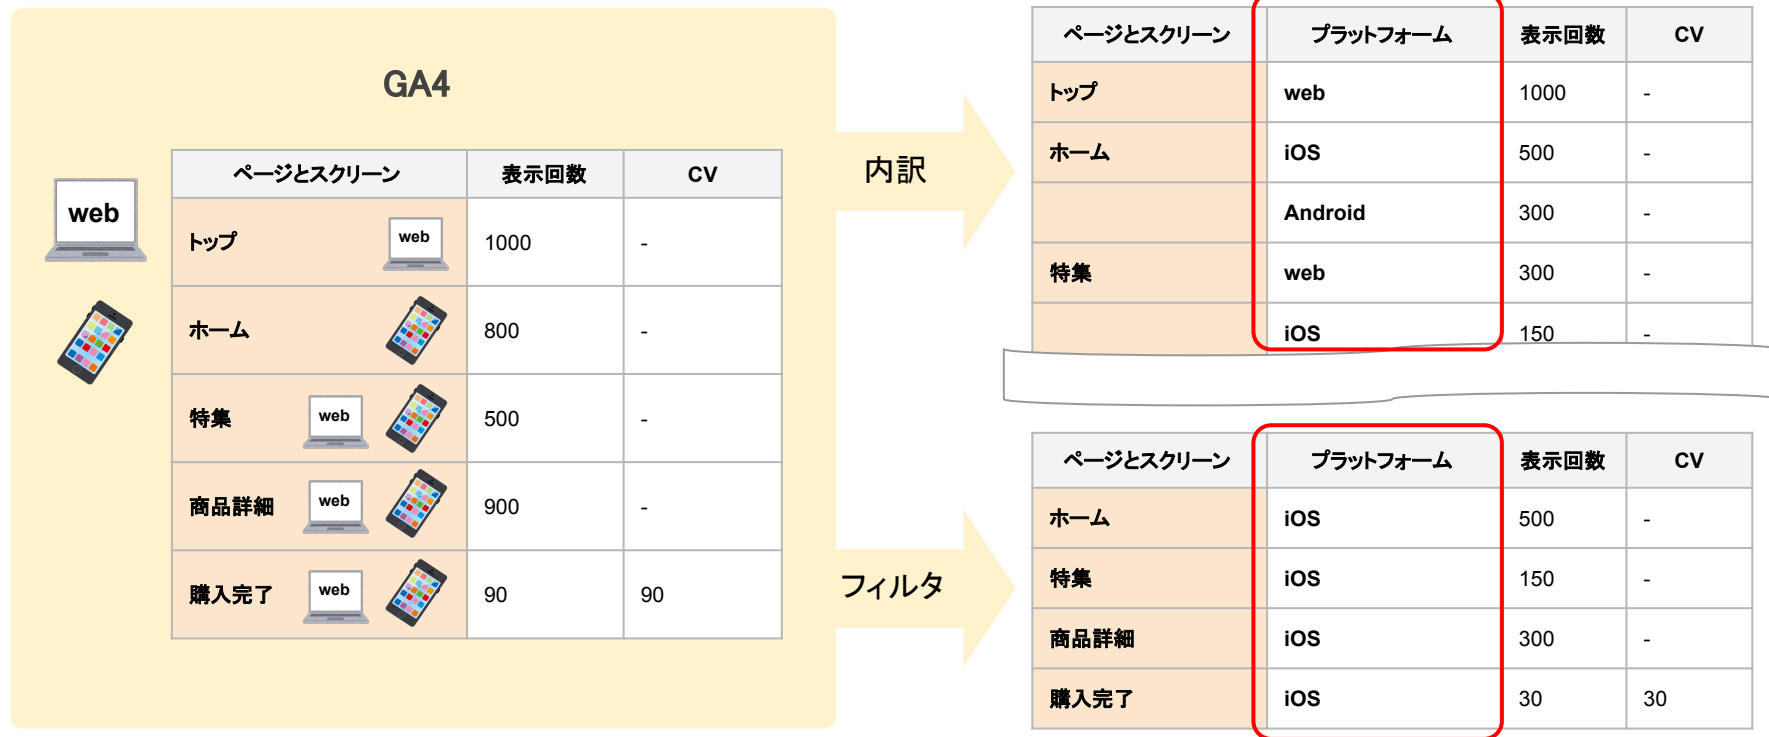 GA4
web
ページとスクリーン 表示回数 CV
トップ web 1000 -
ホーム 800 -
特集 web 500 -
商品詳細 web 900 -
購入完了 web 90 90
内訳
ページとスクリーン プラットフォーム 表示回数 CV
トップ web 1000 -
ホーム iOS 500 -
Android 300 -
特集 web 300 -
iOS 150 -
フィルタ
ページとスクリーン プラットフォーム 表示回数 CV
ホーム iOS 500 -
特集 iOS 150 -
商品詳細 iOS 300 -
購入完了 iOS 30 30